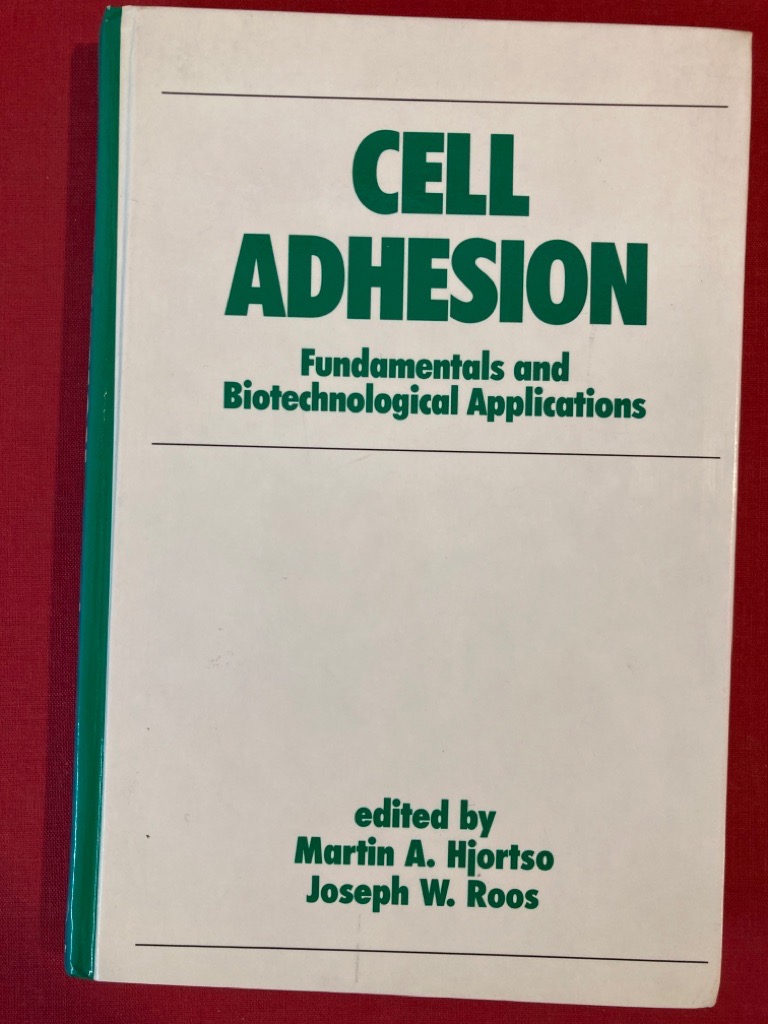 CELL
ADHESION
Fundamentals and
Biotechnological Applications
edited by
Martin A. Hjortso
Joseph W. Roos